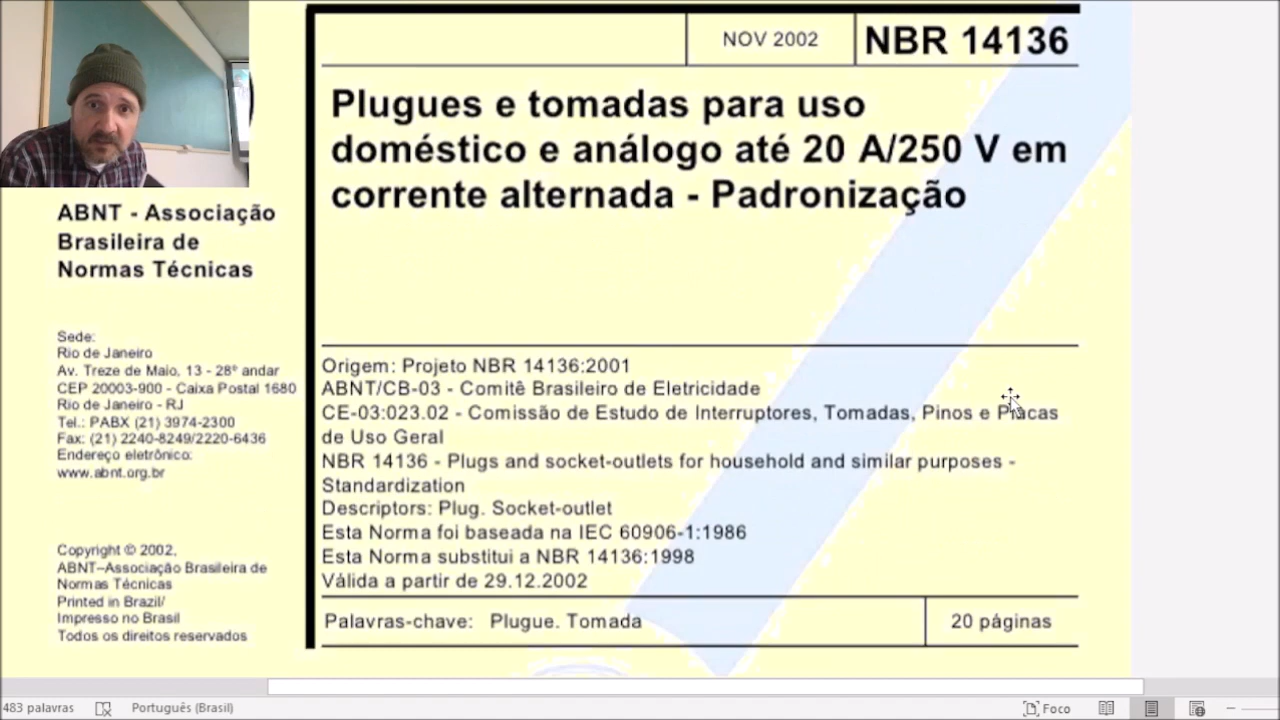 NOV 2002
NBR 14136
Plugues e tomadas para uso
doméstico e análogo até 20 A/250 V em
corrente alternada - Padronização
ABNT - Associação
Brasileira de
Normas Técnicas
Sede:
Rio de Janeiro
Av. Treze de Maio, 13 - 28º andar
CEP 20003-900 - Caixa Postal 1680
Rio de Janeiro - RJ
Tel.: PABX (21) 3974-2300
Fax: (21) 2240-8249/2220-6436
Endereço eletrônico:
www.abnt.org.br
Copyright © 2002,
ABNT–Associação Brasileira de
Normas Técnicas
Printed in Brazil/
Impresso no Brasil
Todos os direitos reservados
Origem: Projeto NBR 14136:2001
ABNT/CB-03 - Comitê Brasileiro de Eletricidade
CE-03:023.02 - Comissão de Estudo de Interruptores, Tomadas, Pinos e Placas
de Uso Geral
NBR 14136 - Plugs and socket-outlets for household and similar purposes -
Standardization
Descriptors: Plug. Socket-outlet
Esta Norma foi baseada na IEC 60906-1:1986
Esta Norma substitui a NBR 14136:1998
Válida a partir de 29.12.2002
Palavras-chave: Plugue. Tomada
20 páginas
483 palavras
Português (Brasil)
Foco